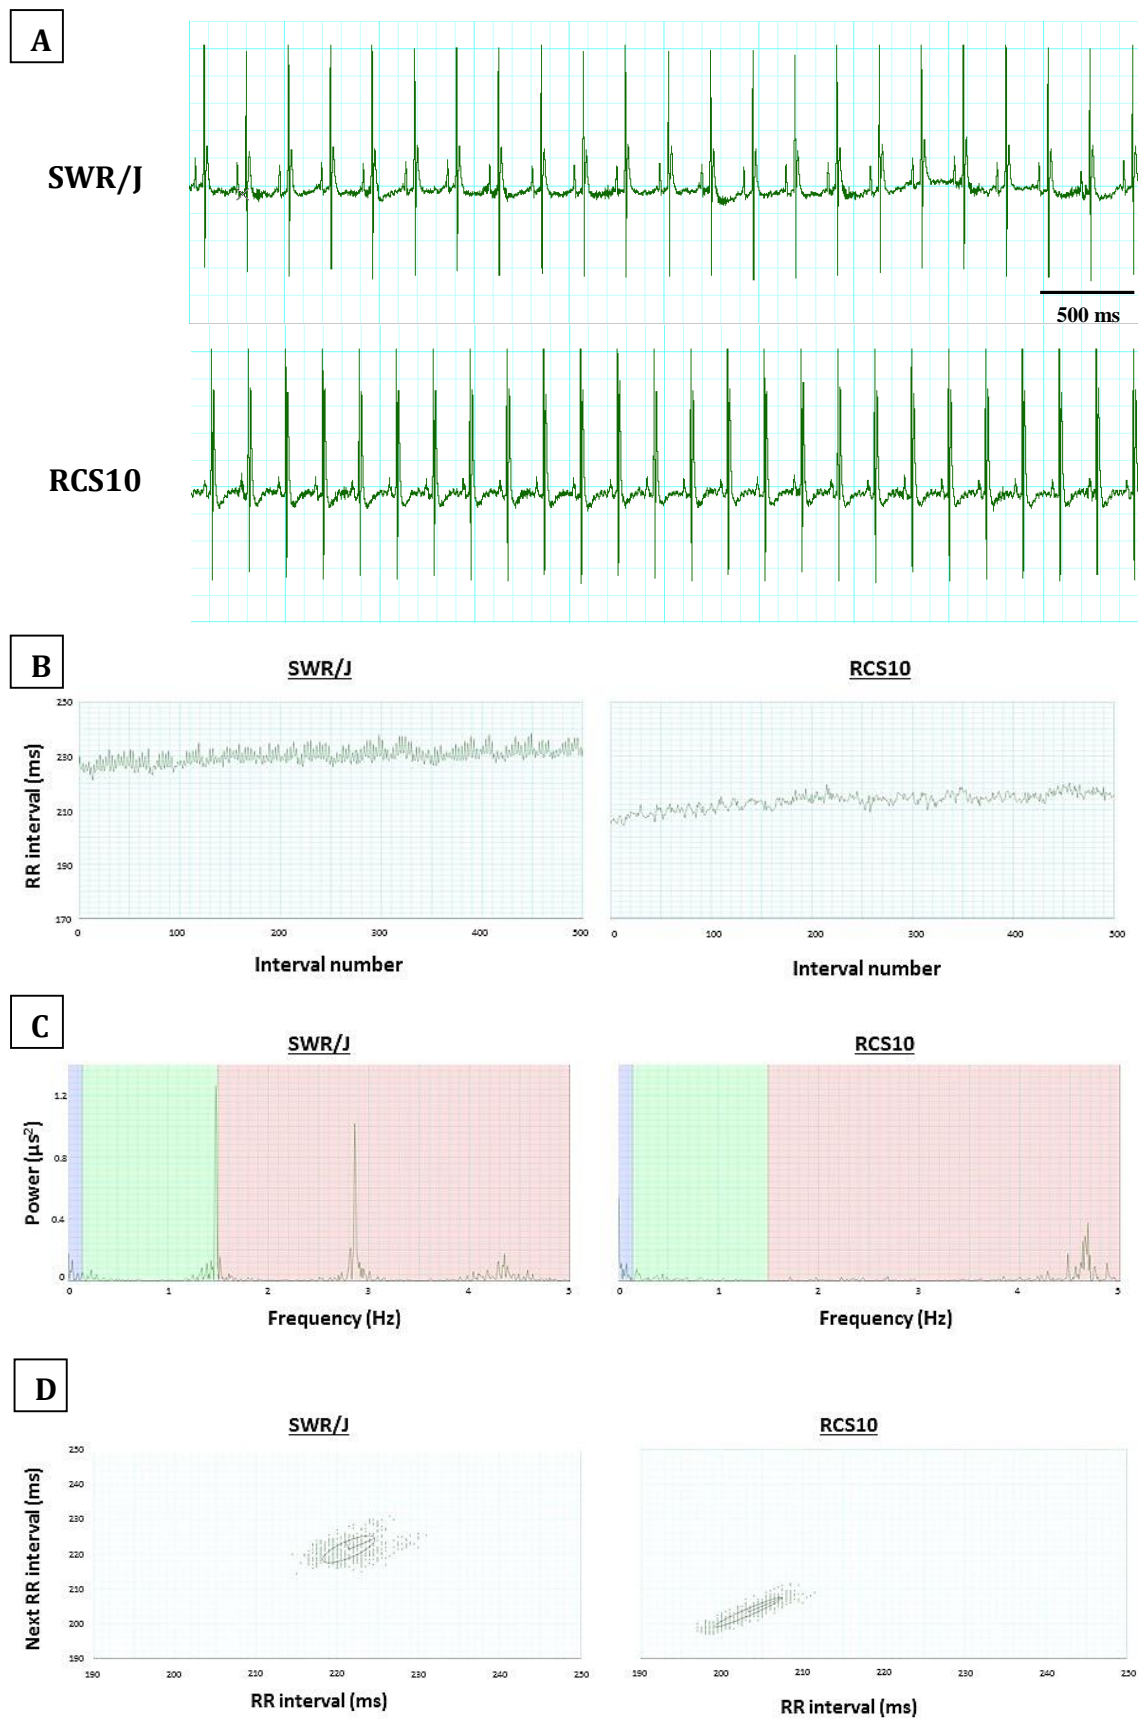 A
SWR/J
500 ms
RCS10
B
SWR/J RCS10
RR interval (ms)
250
230
210
190
170
0 100 200 300 400 500
0 100 200 300 400 500
Interval number
Interval number
C
SWR/J RCS10
Power (µs²)
1.2
0.8
0.4
0
0 1 2 3 4 5
0 1 2 3 4 5
Frequency (Hz) Frequency (Hz)
D
SWR/J RCS10
Next RR interval (ms)
250
240
230
220
210
200
190
190 200 210 220 230 240 250
190 200 210 220 230 240 250
RR interval (ms)
RR interval (ms)